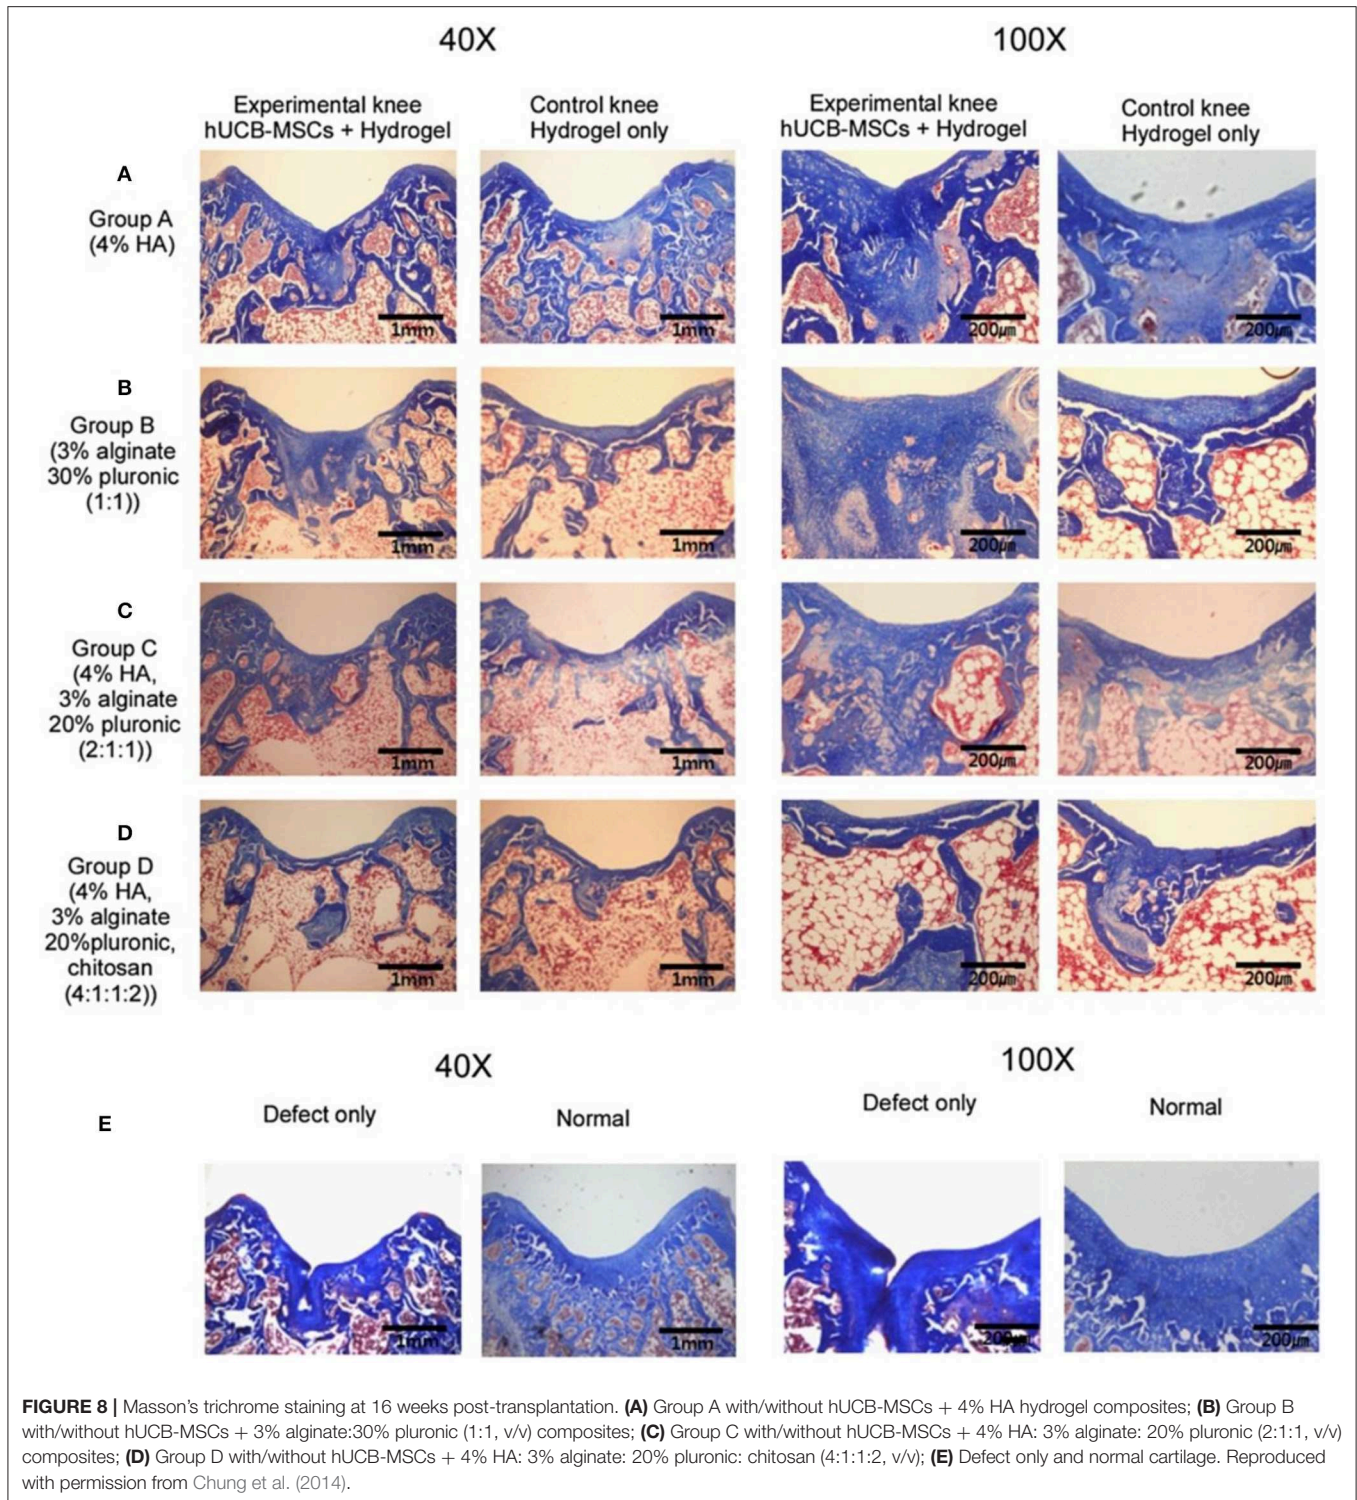 40X
100X
Experimental knee
hUCB-MSCs + Hydrogel
Control knee
Hydrogel only
Experimental knee
hUCB-MSCs + Hydrogel
Control knee
Hydrogel only
A
Group A
(4% HA)
1mm
1mm
200㎛
200㎛
B
Group B
(3% alginate
30% pluronic
(1:1))
1mm
1mm
200㎛
200㎛
C
Group C
(4% HA,
3% alginate
20% pluronic
(2:1:1))
1mm
1mm
200㎛
200㎛
D
Group D
(4% HA,
3% alginate
20%pluronic,
chitosan
(4:1:1:2))
1mm
1mm
200㎛
200㎛
40X
100X
E
Defect only
Normal
Defect only
Normal
1mm
1mm
200㎛
200㎛
FIGURE 8 | Masson's trichrome staining at 16 weeks post-transplantation. (A) Group A with/without hUCB-MSCs + 4% HA hydrogel composites; (B) Group B
with/without hUCB-MSCs + 3% alginate:30% pluronic (1:1, v/v) composites; (C) Group C with/without hUCB-MSCs + 4% HA: 3% alginate: 20% pluronic (2:1:1, v/v)
composites; (D) Group D with/without hUCB-MSCs + 4% HA: 3% alginate: 20% pluronic: chitosan (4:1:1:2, v/v); (E) Defect only and normal cartilage. Reproduced
with permission from Chung et al. (2014).